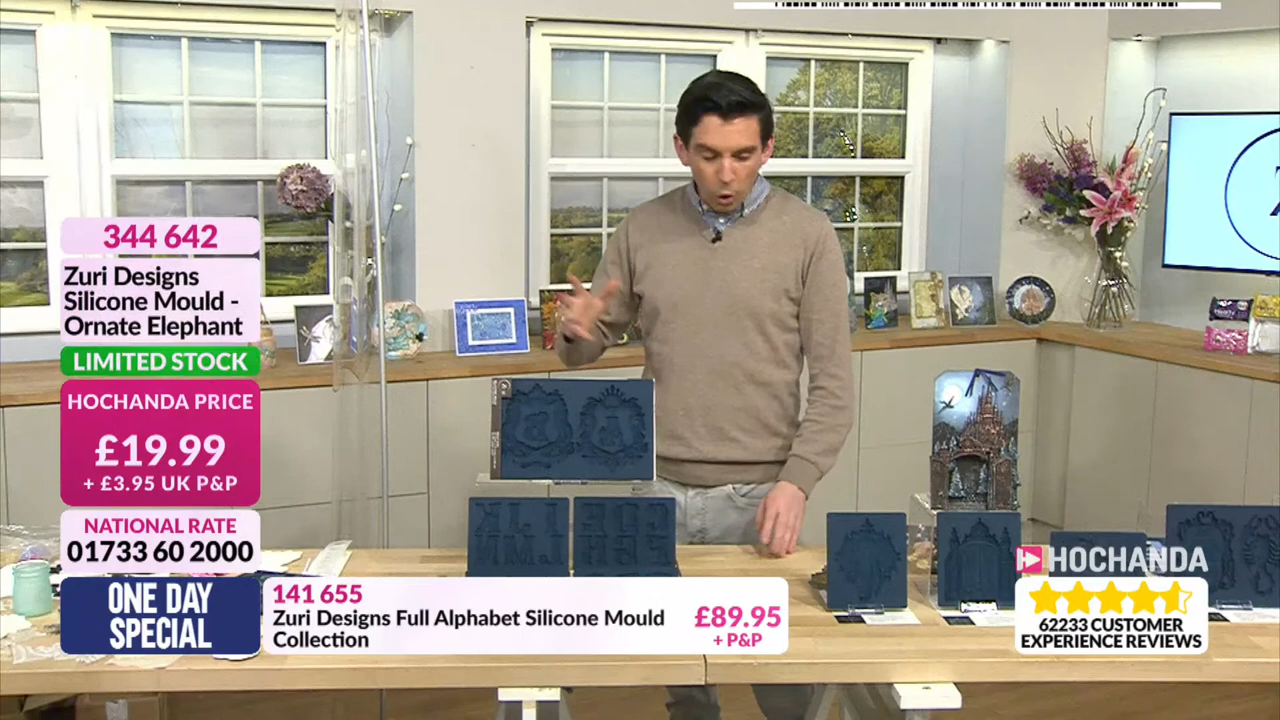 344 642
Zuri Designs
Silicone Mould -
Ornate Elephant
LIMITED STOCK
HOCHANDA PRICE
£19.99
+ £3.95 UK P&P
NATIONAL RATE
01733 60 2000
ONE DAY
SPECIAL
141 655
Zuri Designs Full Alphabet Silicone Mould
Collection
£89.95
+ P&P
HOCHANDA
62233 CUSTOMER
EXPERIENCE REVIEWS